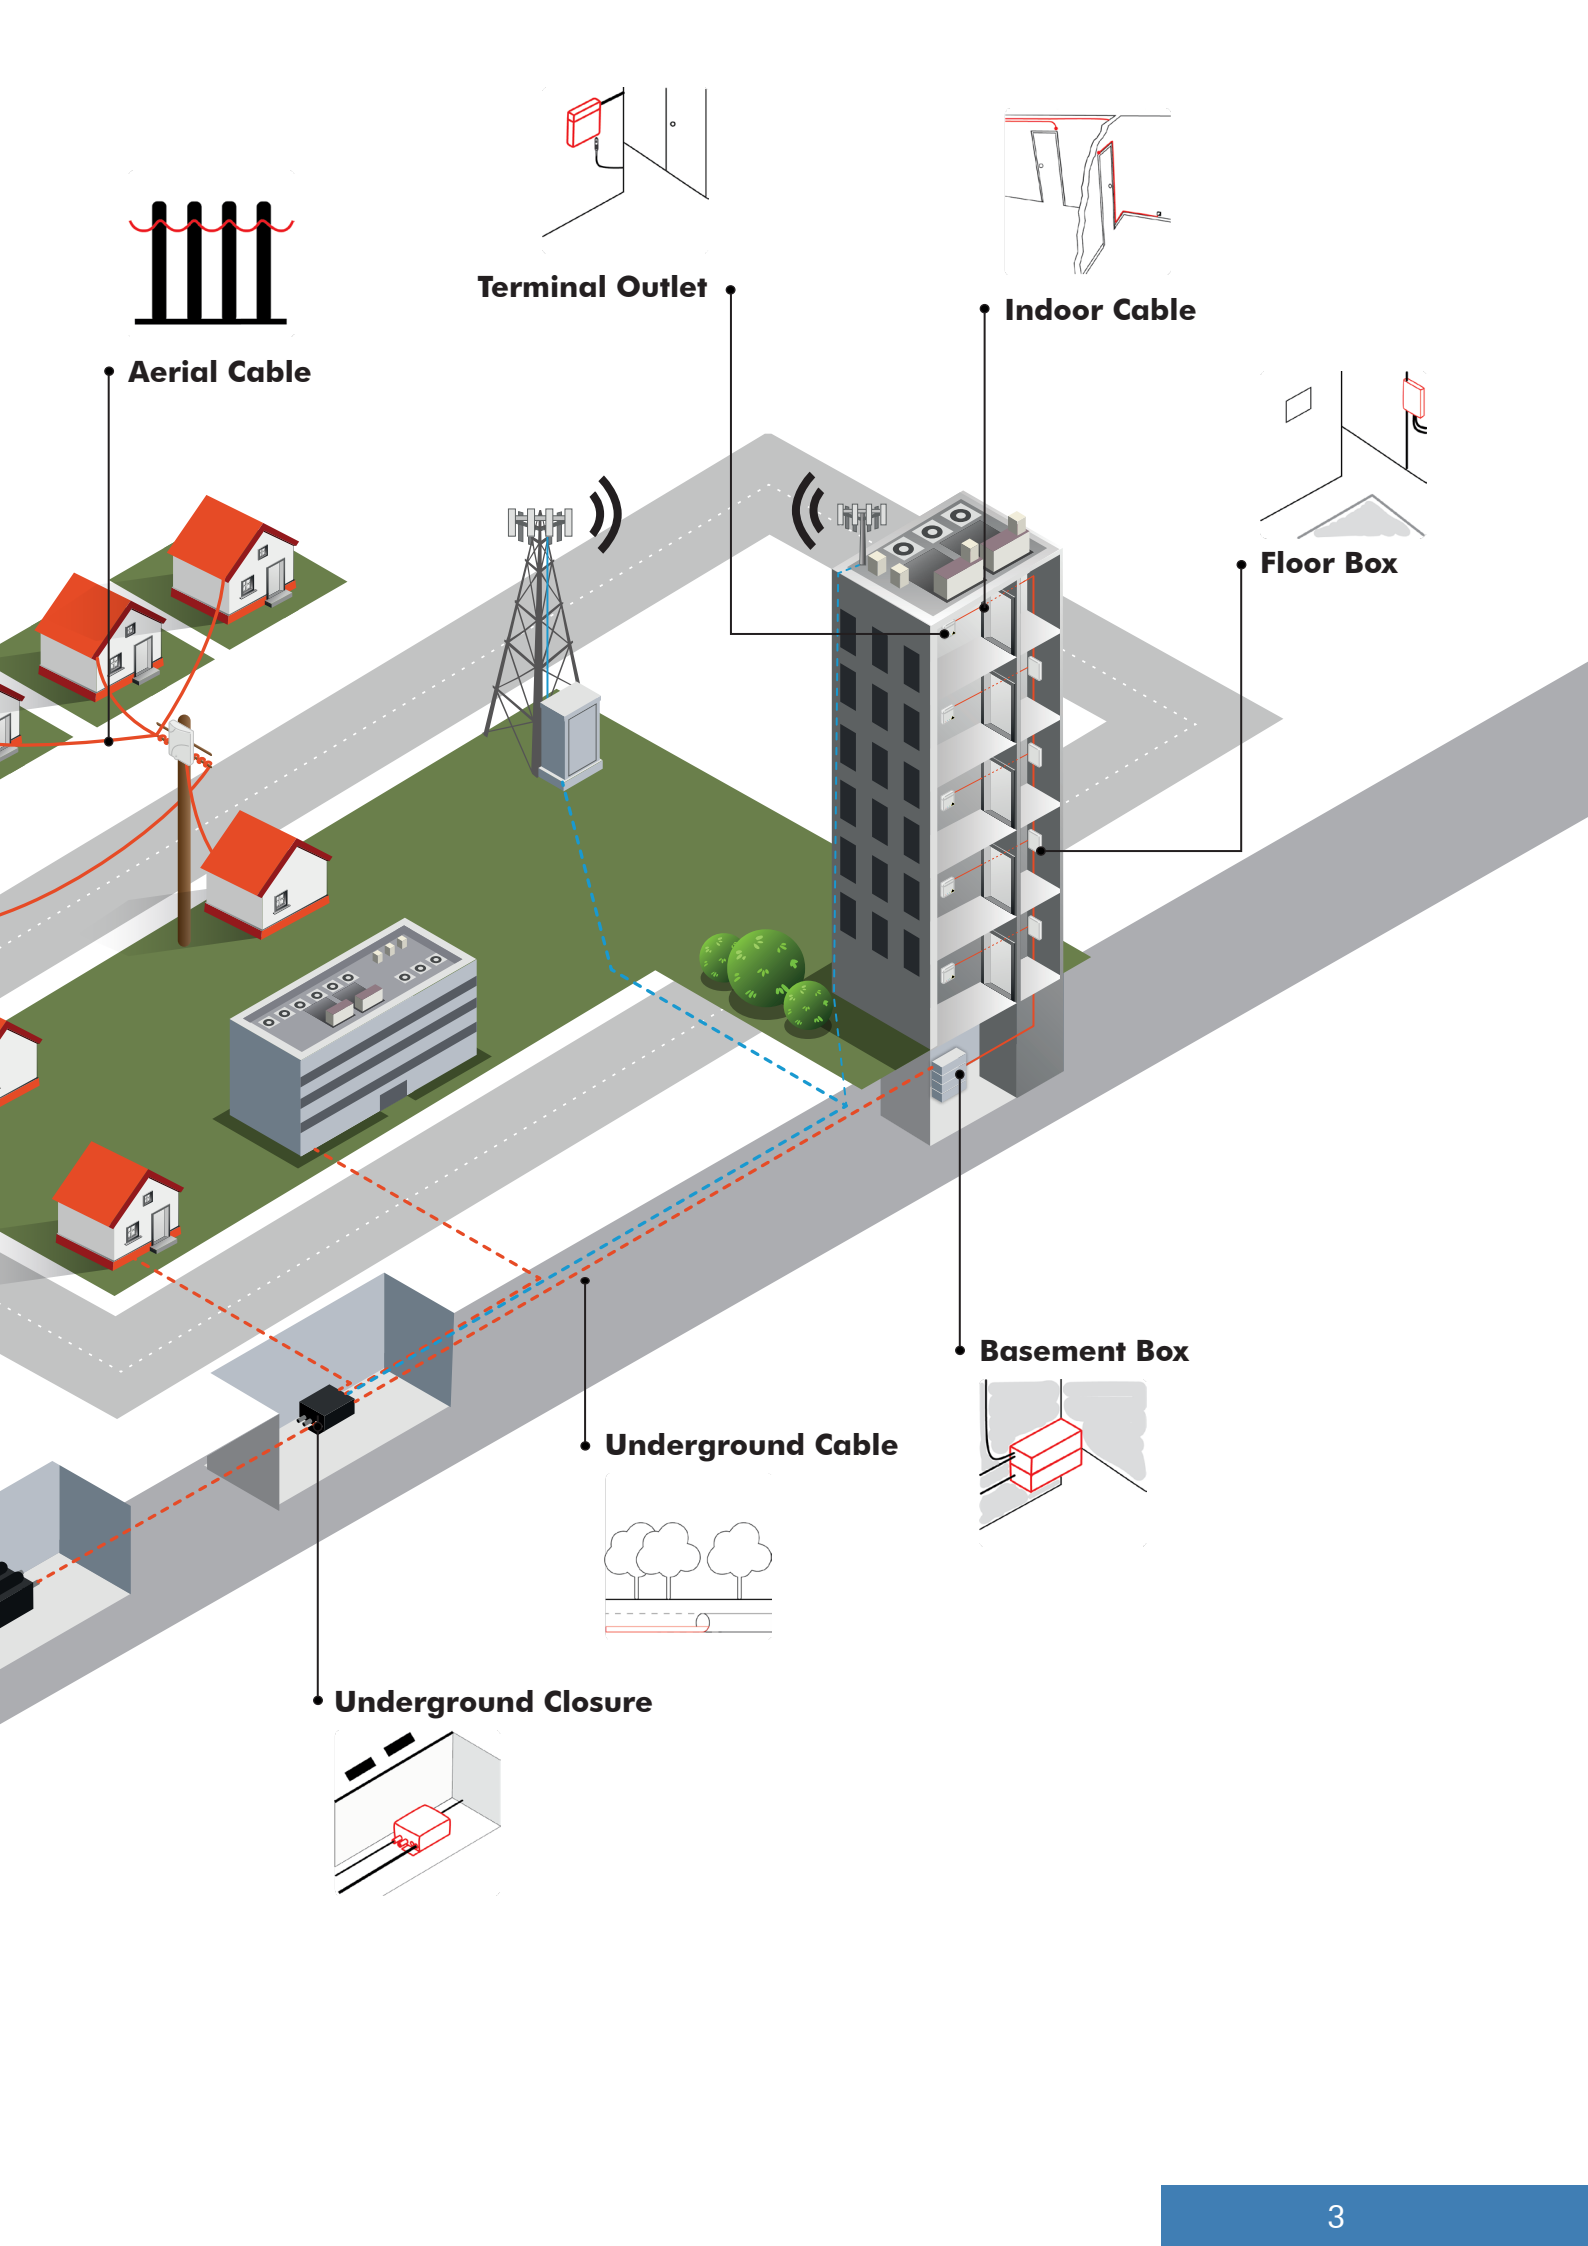 Terminal Outlet
Indoor Cable
Aerial Cable
Floor Box
Basement Box
Underground Cable
Underground Closure
3